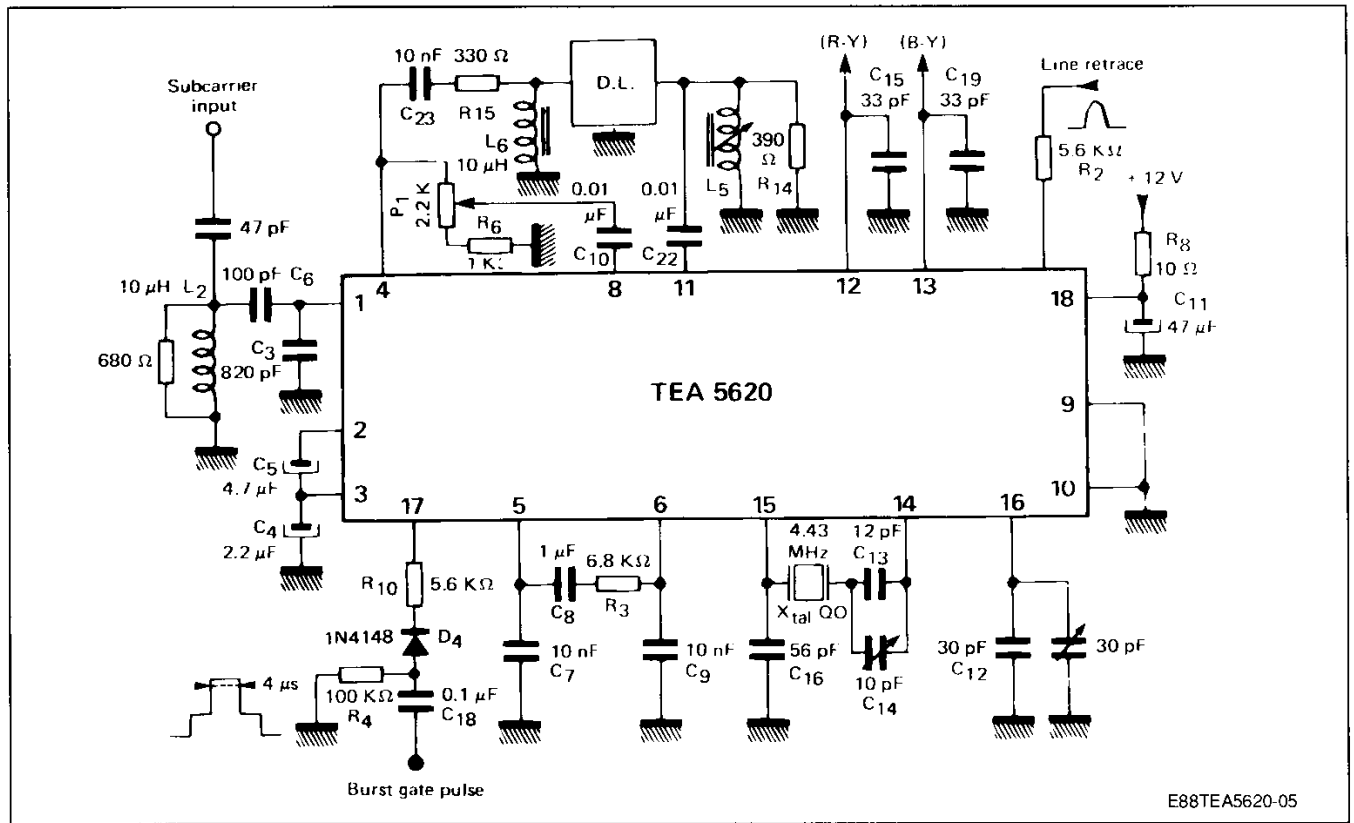 10 nF 330 Ω
C23 R15
D.L.
(R-Y) (B-Y)
C15
33 pF
C19
33 pF
Line retrace
5.6 KΩ
R2
+ 12 V
R8
10 Ω
C11
47 µF
Subcarrier
input
47 pF
L6
10 µH
L5
390
Ω
R14
P1
2.2 K
R6
0.01
µF
C10
0.01
µF
C22
10 µH L2
100 pF C6
680 Ω
C3
820 pF
4
8
11
12
13
18
1
TEA 5620
9
10
2
3
C5
4.7 µF
C4
2.2 µF
17
5
6
15
14
16
R10 5.6 KΩ
1N4148 D4
100 KΩ
R4
0.1 µF
C18
4 µs
Burst gate pulse
1 µF
C8
6.8 KΩ
R3
10 nF
C7
10 nF
C9
4.43
MHz
Xtal QO
12 pF
C13
56 pF
C16
10 pF
C14
30 pF
C12
30 pF
E88TEA5620-05